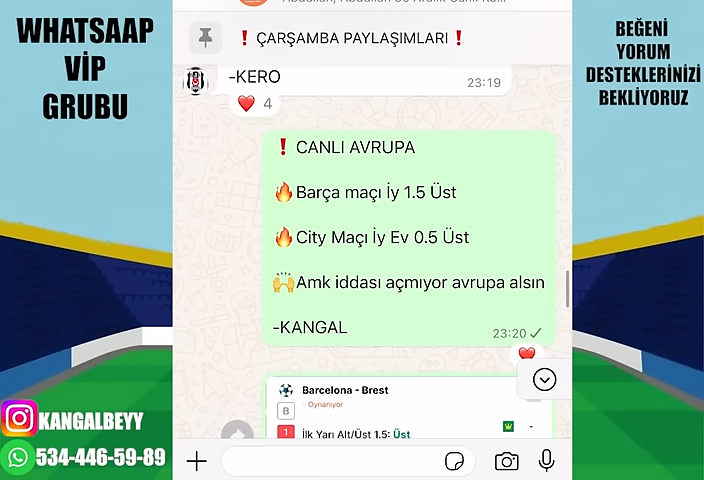 WHATSAAP
VİP
GRUBU
BEĞENİ
YORUM
DESTEKLERİNİZİ
BEKLİYORUZ
❗ ÇARŞAMBA PAYLAŞIMLARI ❗
-KERO
23:19
❤️ 4
❗ CANLI AVRUPA
🔥Barça maçı İy 1.5 Üst
🔥City Maçı İy Ev 0.5 Üst
🙌Amk iddası açmıyor avrupa alsın
-KANGAL
23:20
Barcelona - Brest
B
Oynanıyor
1
İlk Yarı Alt/Üst 1.5: Üst
-
KANGALBEYY
534-446-59-89